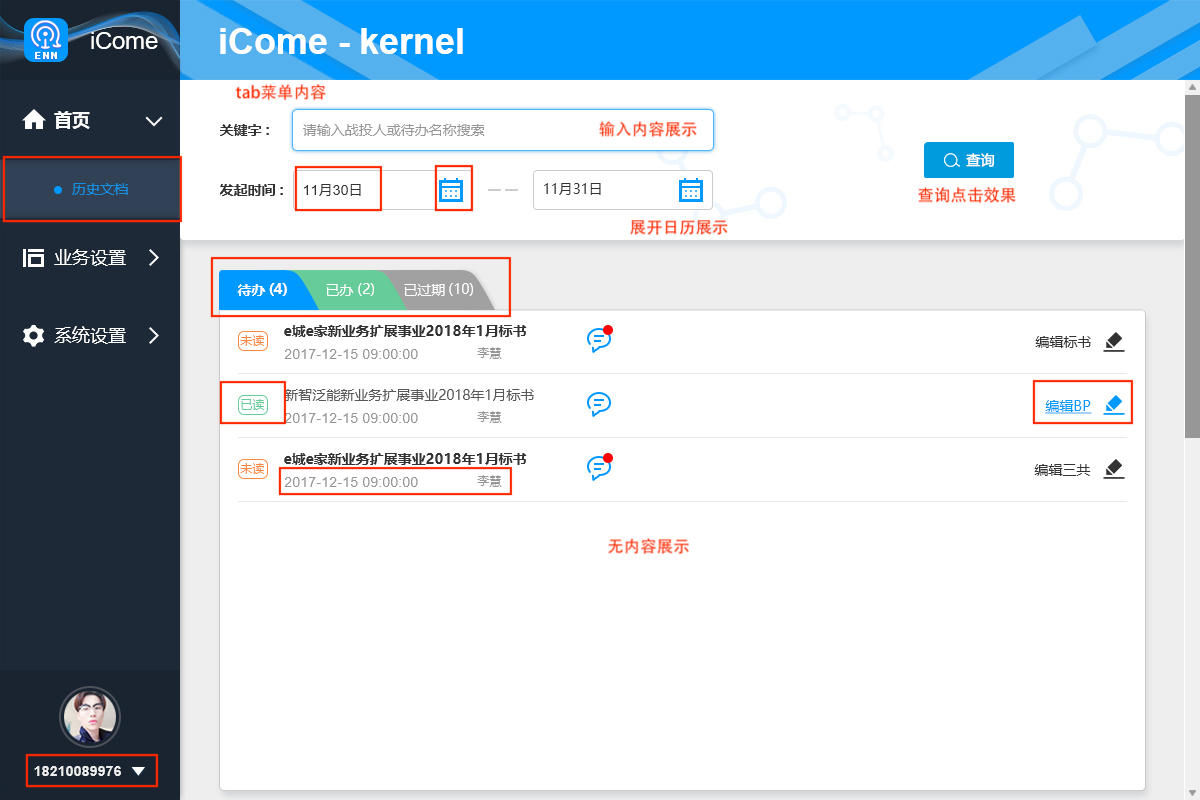 ENN
iCome
iCome - kernel
首页
历史文档
业务设置
系统设置
18210089976
tab菜单内容
关键字：
请输入战投人或待办名称搜索
输入内容展示
查询
查询点击效果
发起时间：
11月30日
11月31日
展开日历展示
待办 (4)
已办 (2)
已过期 (10)
未读
e城e家新业务扩展事业2018年1月标书
2017-12-15 09:00:00
李慧
编辑标书
已读
新智泛能新业务扩展事业2018年1月标书
2017-12-15 09:00:00
李慧
编辑BP
未读
e城e家新业务扩展事业2018年1月标书
2017-12-15 09:00:00
李慧
编辑三共
无内容展示